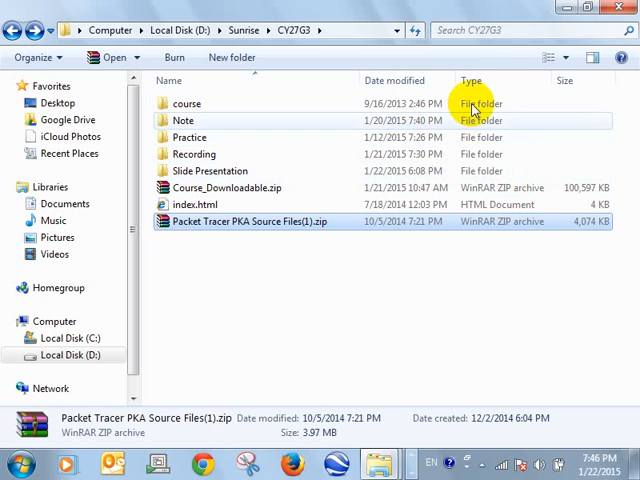 Computer Local Disk (D:) Sunrise CY27G3 Search CY27G3
Organize Open Burn New folder
Name Date modified Type Size
Favorites
Desktop
Google Drive
iCloud Photos
Recent Places
Libraries
Documents
Music
Pictures
Videos
Homegroup
Computer
Local Disk (C:)
Local Disk (D:)
Network
course 9/16/2013 2:46 PM File folder
Note 1/20/2015 7:40 PM File folder
Practice 1/12/2015 7:26 PM File folder
Recording 1/21/2015 7:30 PM File folder
Slide Presentation 1/22/2015 6:08 PM File folder
Course_Downloadable.zip 1/21/2015 10:47 AM WinRAR ZIP archive 100,597 KB
index.html 7/18/2014 12:03 PM HTML Document 4 KB
Packet Tracer PKA Source Files(1).zip 10/5/2014 7:21 PM WinRAR ZIP archive 4,074 KB
Packet Tracer PKA Source Files(1).zip Date modified: 10/5/2014 7:21 PM Date created: 12/2/2014 6:04 PM
WinRAR ZIP archive Size: 3.97 MB
EN 7:46 PM
1/22/2015